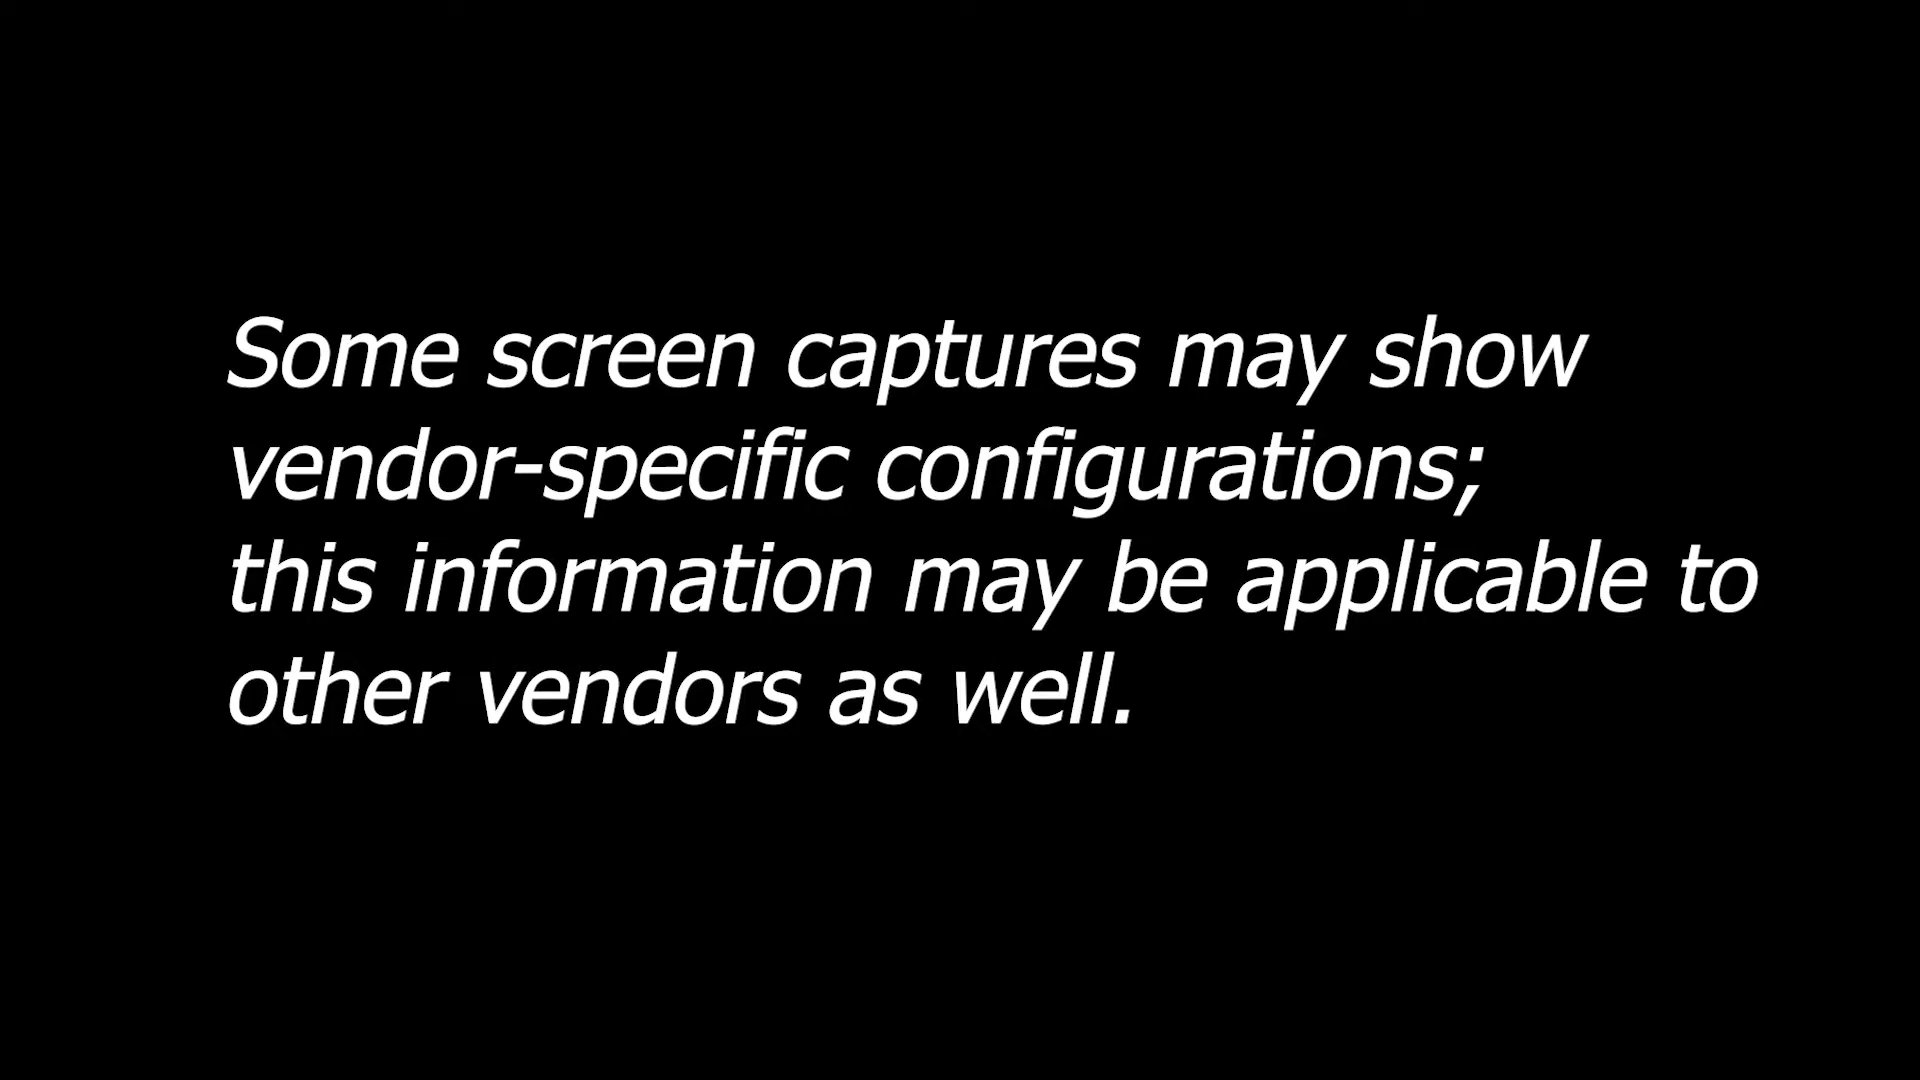 Some screen captures may show
vendor-specific configurations;
this information may be applicable to
other vendors as well.